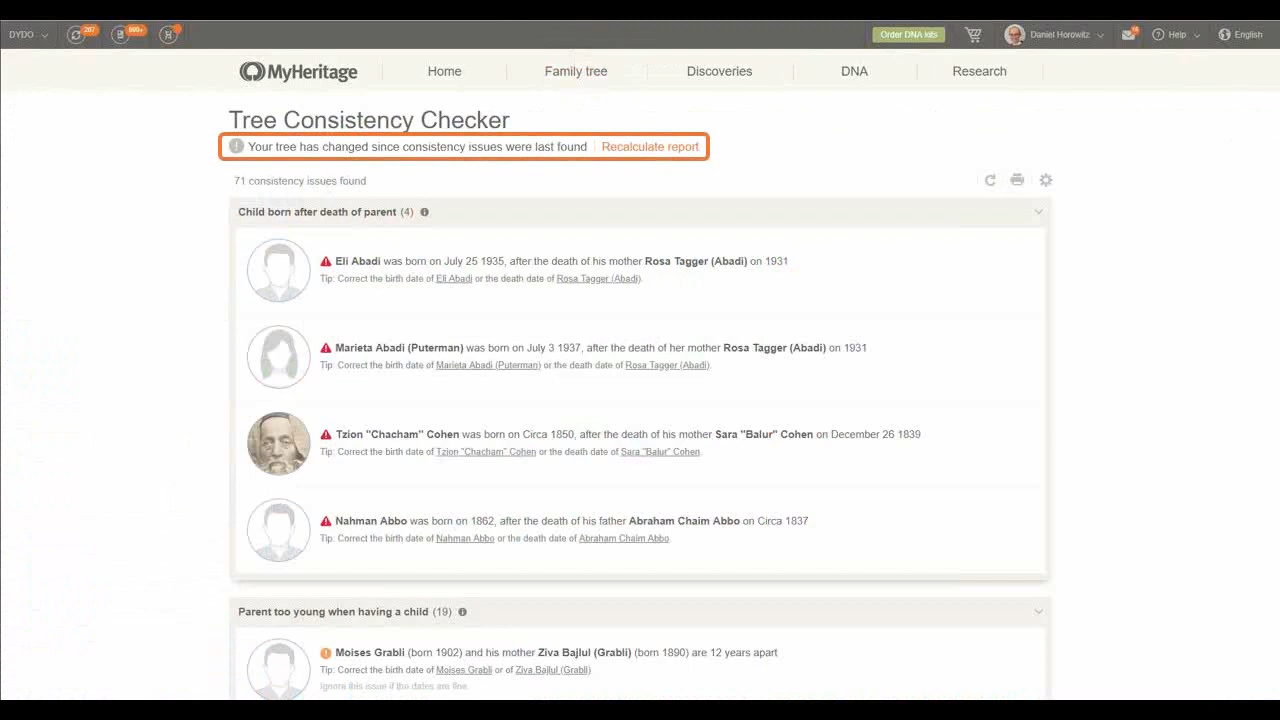 DYDO
267
999+
Order DNA kits
Daniel Horowitz
Help
English
MyHeritage
Home
Family tree
Discoveries
DNA
Research
Tree Consistency Checker
Your tree has changed since consistency issues were last found
Recalculate report
71 consistency issues found
Child born after death of parent (4)
Eli Abadi was born on July 25 1935, after the death of his mother Rosa Tagger (Abadi) on 1931
Tip: Correct the birth date of Eli Abadi or the death date of Rosa Tagger (Abadi).
Marieta Abadi (Puterman) was born on July 3 1937, after the death of her mother Rosa Tagger (Abadi) on 1931
Tip: Correct the birth date of Marieta Abadi (Puterman) or the death date of Rosa Tagger (Abadi).
Tzion "Chacham" Cohen was born on Circa 1850, after the death of his mother Sara "Balur" Cohen on December 26 1839
Tip: Correct the birth date of Tzion "Chacham" Cohen or the death date of Sara "Balur" Cohen.
Nahman Abbo was born on 1862, after the death of his father Abraham Chaim Abbo on Circa 1837
Tip: Correct the birth date of Nahman Abbo or the death date of Abraham Chaim Abbo.
Parent too young when having a child (19)
Moises Grabli (born 1902) and his mother Ziva Bajlul (Grabli) (born 1890) are 12 years apart
Tip: Correct the birth date of Moises Grabli or of Ziva Bajlul (Grabli)
Ignore this issue if the dates are fine.